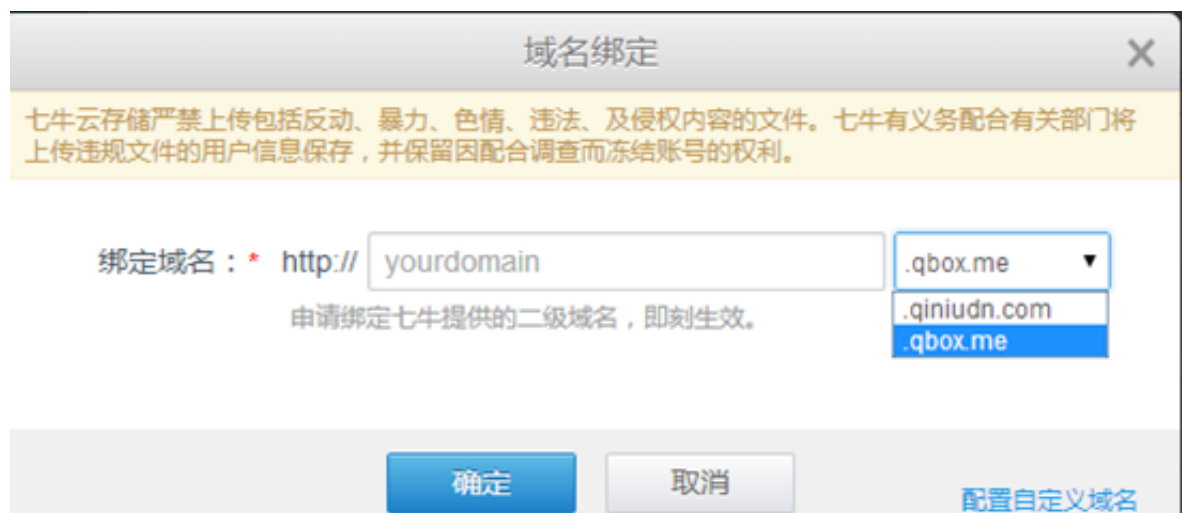 域名绑定 ×
七牛云存储严禁上传包括反动、暴力、色情、违法、及侵权内容的文件。七牛有义务配合有关部门将
上传违规文件的用户信息保存，并保留因配合调查而冻结账号的权利。
绑定域名：* http:// yourdomain .qbox.me ▼
申请绑定七牛提供的二级域名，即刻生效。
.qiniudn.com
.qbox.me
确定 取消
配置自定义域名